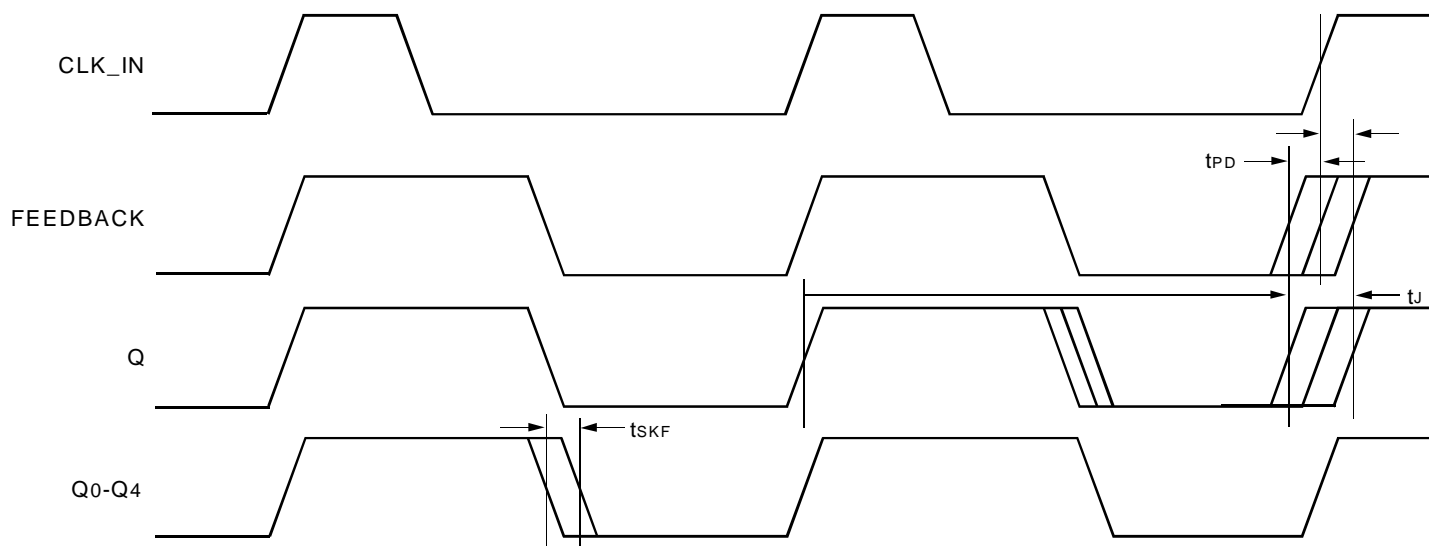 CLK_IN
tPD
FEEDBACK
tJ
Q
tSKF
Q0-Q4